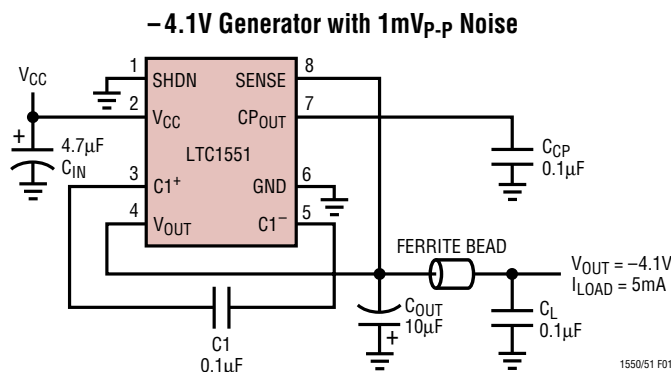 –4.1V Generator with 1mVP-P Noise
VCC
4.7µF
CIN
1
SHDN
2
VCC
3
C1+
4
VOUT
LTC1551
8
SENSE
7
CPOUT
6
GND
5
C1–
CCP
0.1µF
FERRITE BEAD
VOUT = –4.1V
ILOAD = 5mA
COUT
10µF
CL
0.1µF
C1
0.1µF
1550/51 F01